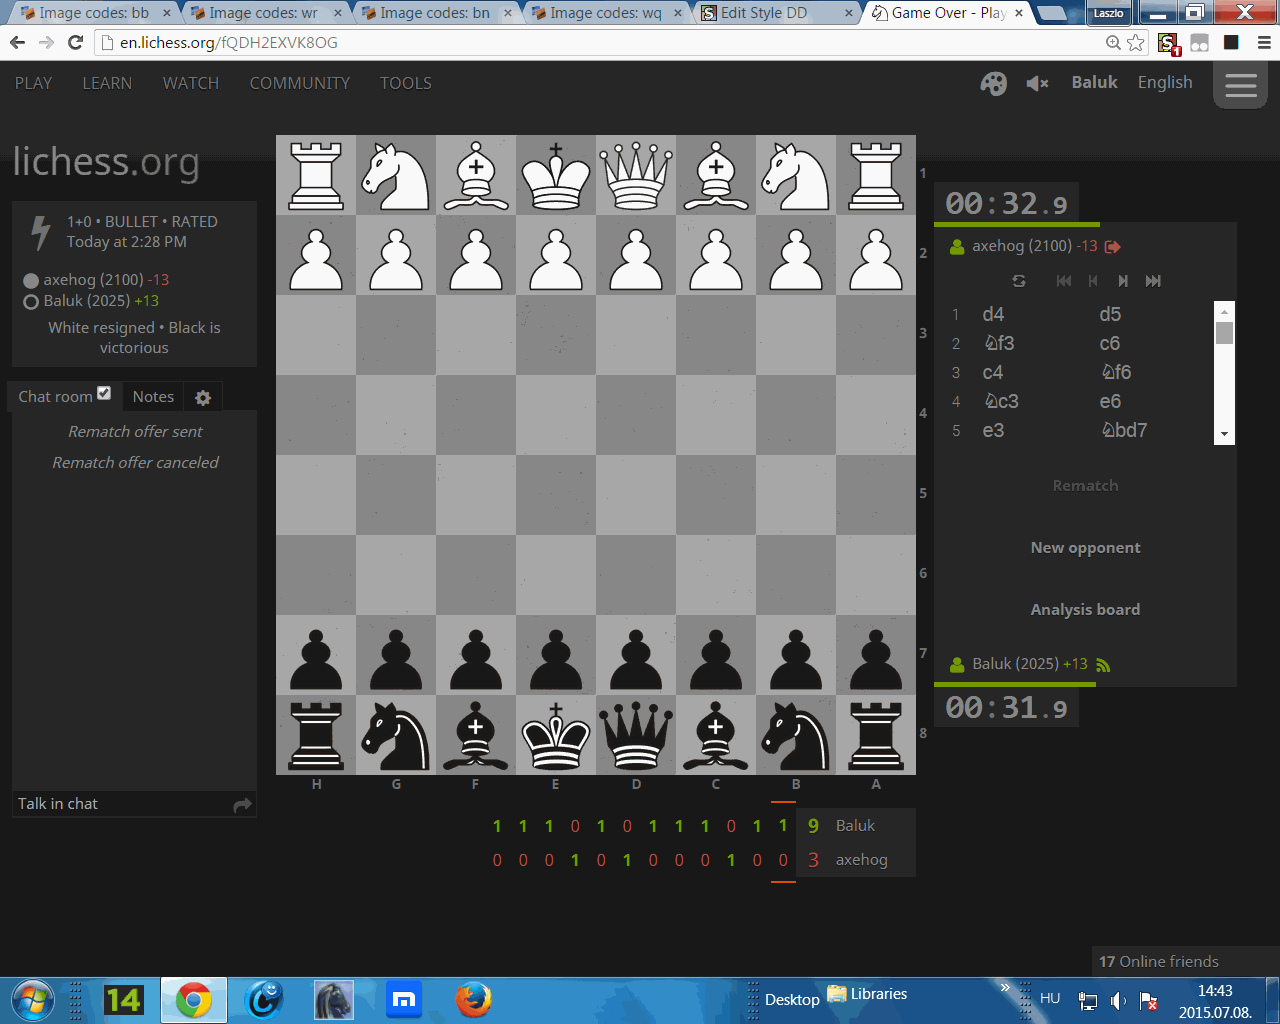 Image codes: bb
Image codes: wr
Image codes: bn
Image codes: wq
Edit Style DD
Game Over - Play
Laszlo
en.lichess.org/fQDH2EXVK8OG
1
PLAY LEARN WATCH COMMUNITY TOOLS
Baluk English
lichess.org
1+0 • BULLET • RATED
Today at 2:28 PM
axehog (2100) -13
Baluk (2025) +13
White resigned • Black is
victorious
Chat room Notes
Rematch offer sent
Rematch offer canceled
Talk in chat
1
2
3
4
5
6
7
8
H G F E D C B A
00:32.9
axehog (2100) -13
1 d4 d5
2 ♘f3 c6
3 c4 ♘f6
4 ♘c3 e6
5 e3 ♘bd7
Rematch
New opponent
Analysis board
Baluk (2025) +13
00:31.9
1 1 1 0 1 0 1 1 1 0 1 1 9 Baluk
0 0 0 1 0 1 0 0 0 1 0 0 3 axehog
17 Online friends
14
Desktop
Libraries
»
HU
14:43
2015.07.08.